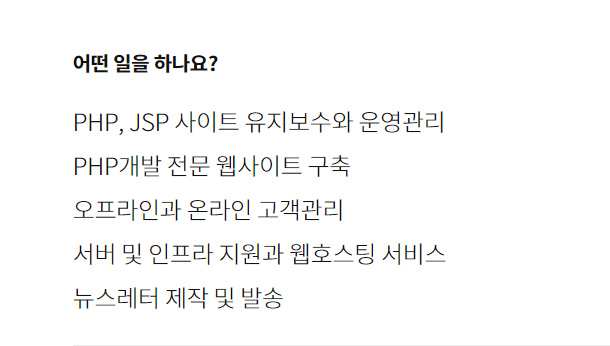 어떤 일을 하나요?
PHP, JSP 사이트 유지보수와 운영관리
PHP개발 전문 웹사이트 구축
오프라인과 온라인 고객관리
서버 및 인프라 지원과 웹호스팅 서비스
뉴스레터 제작 및 발송